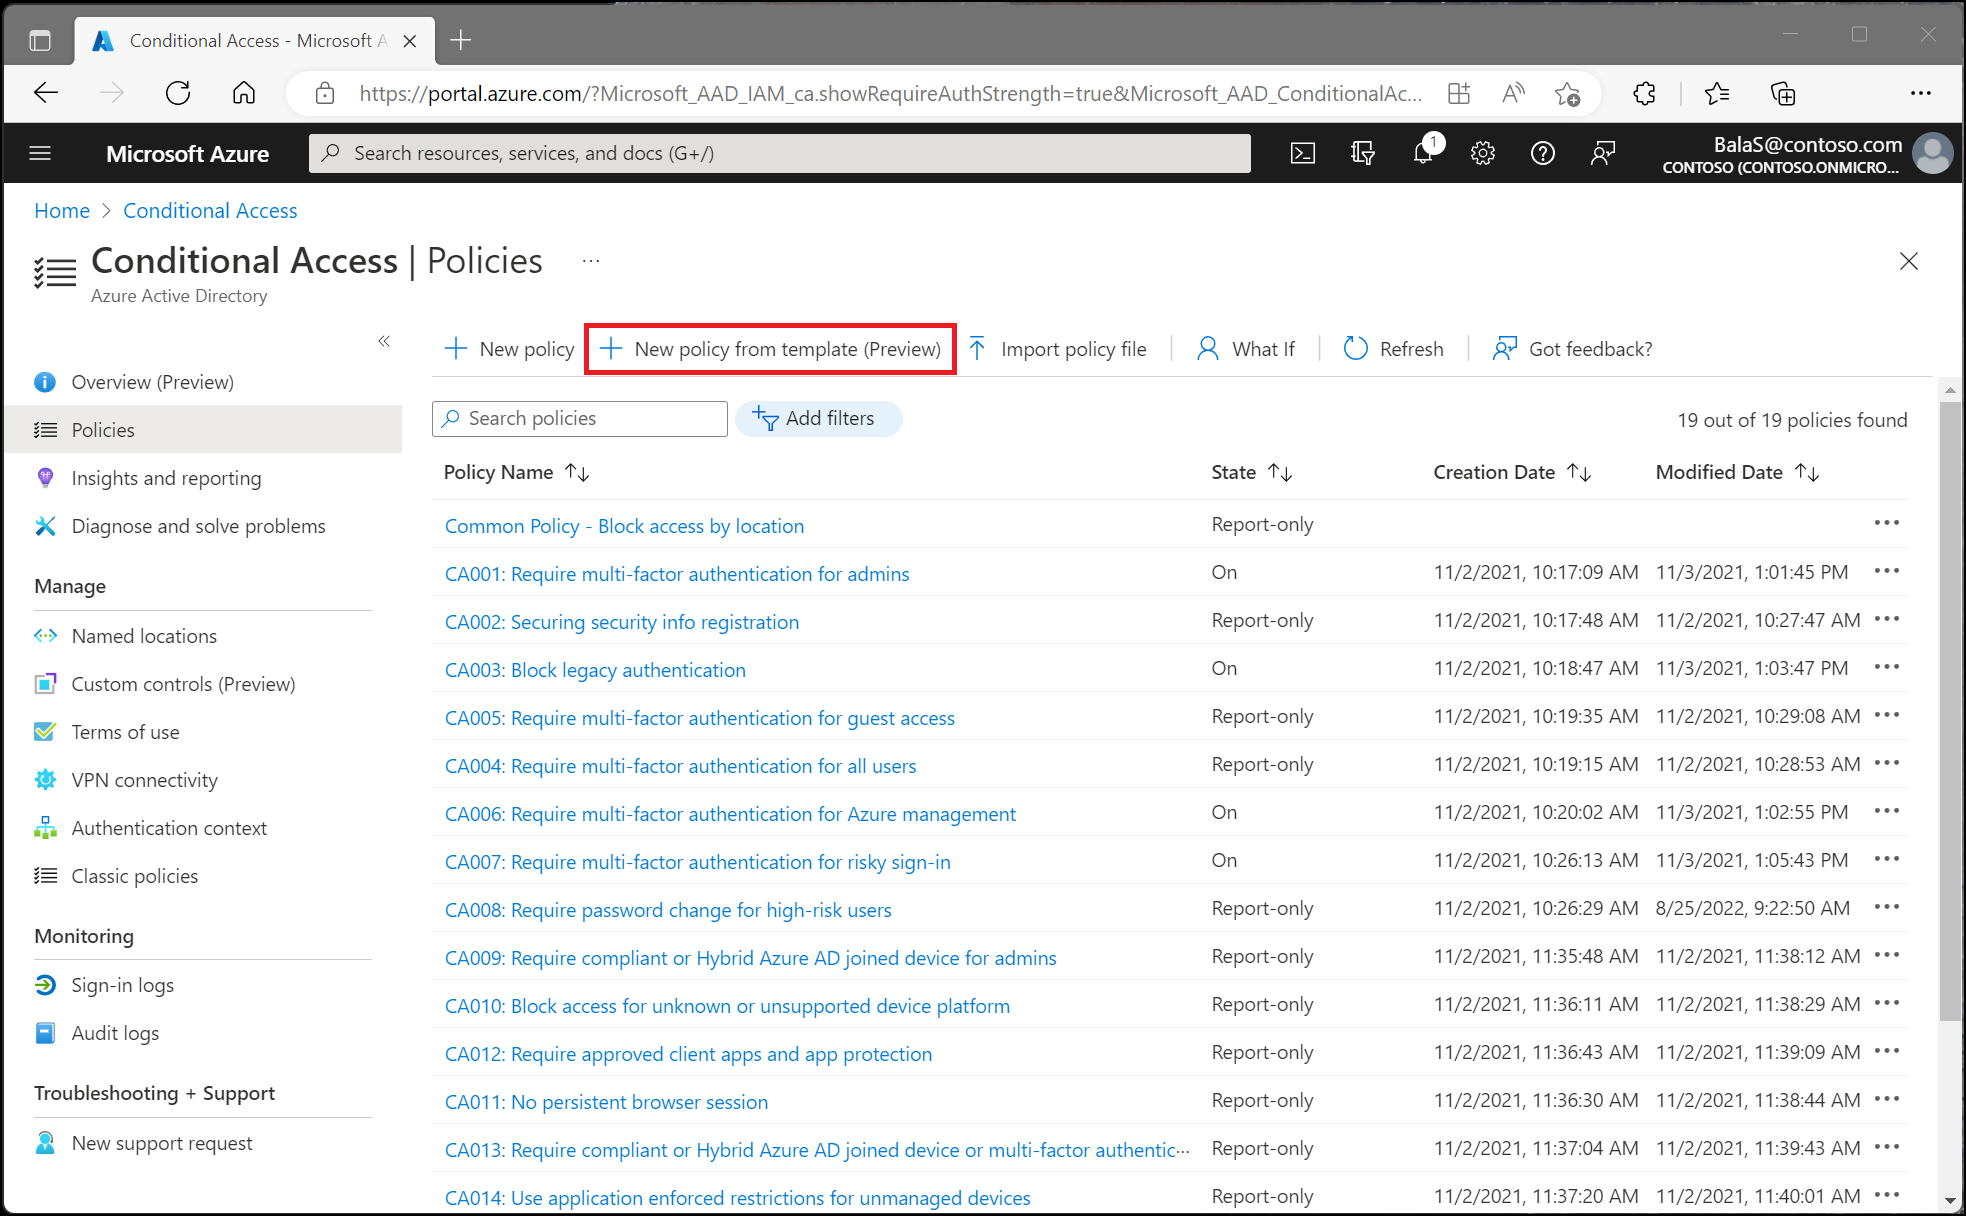 Conditional Access - Microsoft A
https://portal.azure.com/?Microsoft_AAD_IAM_ca.showRequireAuthStrength=true&Microsoft_AAD_ConditionalAc...
Microsoft Azure
Search resources, services, and docs (G+/)
1
BalaS@contoso.com
CONTOSO (CONTOSO.ONMICRO...
Home > Conditional Access
Conditional Access | Policies ...
Azure Active Directory
New policy New policy from template (Preview) Import policy file What If Refresh Got feedback?
Overview (Preview)
Policies
Insights and reporting
Diagnose and solve problems
Manage
Named locations
Custom controls (Preview)
Terms of use
VPN connectivity
Authentication context
Classic policies
Monitoring
Sign-in logs
Audit logs
Troubleshooting + Support
New support request
Search policies Add filters 19 out of 19 policies found
Policy Name State Creation Date Modified Date
Common Policy - Block access by location Report-only
CA001: Require multi-factor authentication for admins On 11/2/2021, 10:17:09 AM 11/3/2021, 1:01:45 PM
CA002: Securing security info registration Report-only 11/2/2021, 10:17:48 AM 11/2/2021, 10:27:47 AM
CA003: Block legacy authentication On 11/2/2021, 10:18:47 AM 11/3/2021, 1:03:47 PM
CA005: Require multi-factor authentication for guest access Report-only 11/2/2021, 10:19:35 AM 11/2/2021, 10:29:08 AM
CA004: Require multi-factor authentication for all users Report-only 11/2/2021, 10:19:15 AM 11/2/2021, 10:28:53 AM
CA006: Require multi-factor authentication for Azure management On 11/2/2021, 10:20:02 AM 11/3/2021, 1:02:55 PM
CA007: Require multi-factor authentication for risky sign-in On 11/2/2021, 10:26:13 AM 11/3/2021, 1:05:43 PM
CA008: Require password change for high-risk users Report-only 11/2/2021, 10:26:29 AM 8/25/2022, 9:22:50 AM
CA009: Require compliant or Hybrid Azure AD joined device for admins Report-only 11/2/2021, 11:35:48 AM 11/2/2021, 11:38:12 AM
CA010: Block access for unknown or unsupported device platform Report-only 11/2/2021, 11:36:11 AM 11/2/2021, 11:38:29 AM
CA012: Require approved client apps and app protection Report-only 11/2/2021, 11:36:43 AM 11/2/2021, 11:39:09 AM
CA011: No persistent browser session Report-only 11/2/2021, 11:36:30 AM 11/2/2021, 11:38:44 AM
CA013: Require compliant or Hybrid Azure AD joined device or multi-factor authentic... Report-only 11/2/2021, 11:37:04 AM 11/2/2021, 11:39:43 AM
CA014: Use application enforced restrictions for unmanaged devices Report-only 11/2/2021, 11:37:20 AM 11/2/2021, 11:40:01 AM